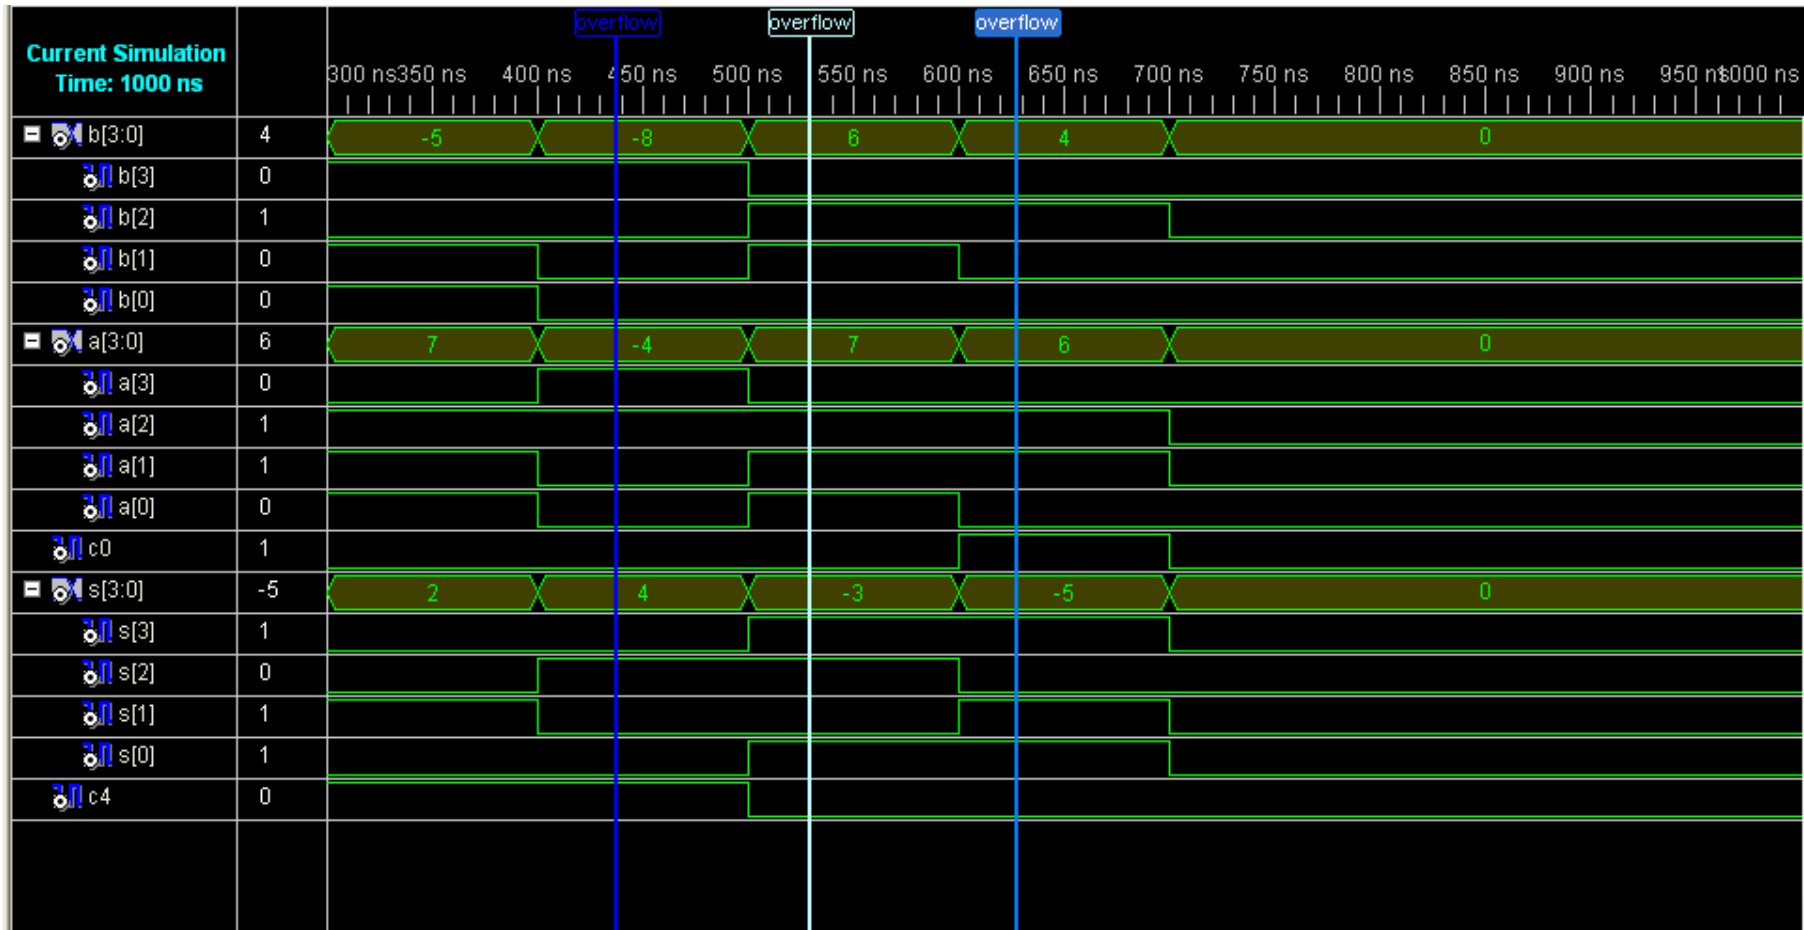 overflow overflow overflow
Current Simulation
Time: 1000 ns
300 ns 350 ns 400 ns 450 ns 500 ns 550 ns 600 ns 650 ns 700 ns 750 ns 800 ns 850 ns 900 ns 950 ns 1000 ns
b[3:0] 4 -5 -8 6 4 0
b[3] 0
b[2] 1
b[1] 0
b[0] 0
a[3:0] 6 7 -4 7 6 0
a[3] 0
a[2] 1
a[1] 1
a[0] 0
c0 1
s[3:0] -5 2 4 -3 -5 0
s[3] 1
s[2] 0
s[1] 1
s[0] 1
c4 0